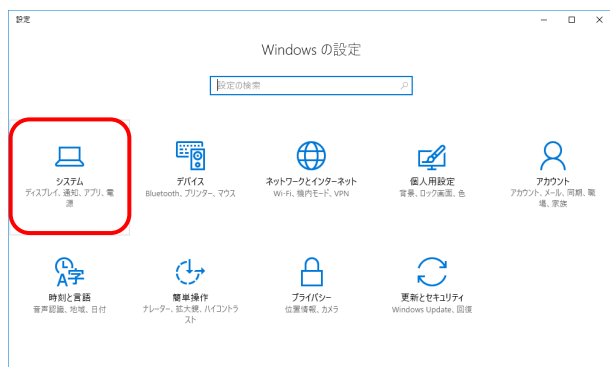 設定
Windows の設定
設定の検索
システム
ディスプレイ、通知、アプリ、電
源
デバイス
Bluetooth、プリンター、マウス
ネットワークとインターネット
Wi-Fi、機内モード、VPN
個人用設定
背景、ロック画面、色
アカウント
アカウント、メール、同期、職
場、家族
A字
時刻と言語
音声認識、地域、日付
簡単操作
ナレーター、拡大鏡、ハイコントラ
スト
プライバシー
位置情報、カメラ
更新とセキュリティ
Windows Update、回復